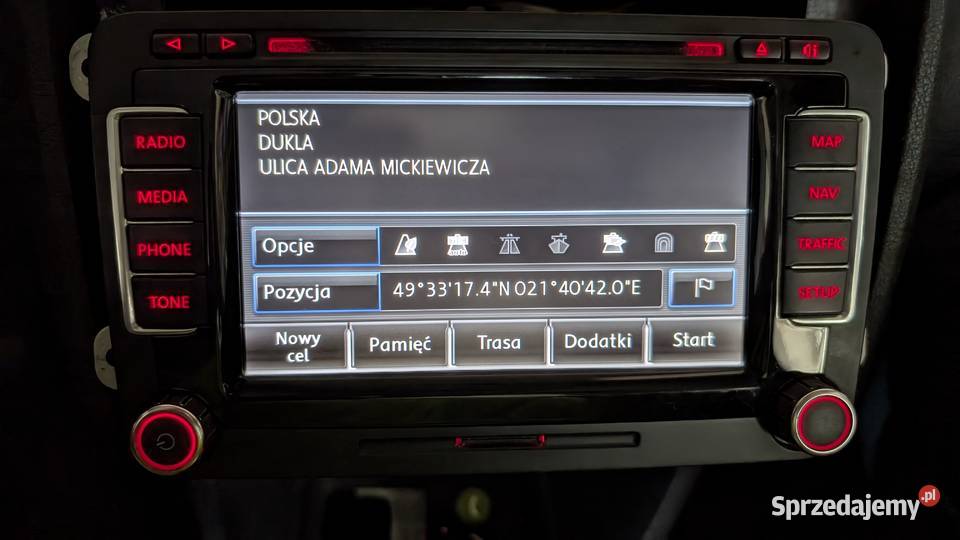 POLSKA
DUKLA
ULICA ADAMA MICKIEWICZA
RADIO
MEDIA
PHONE
TONE
Opcje
Pozycja
49°33'17.4"N 021°40'42.0"E
Nowy
cel
Pamięć
Trasa
Dodatki
Start
MAP
NAV
TRAFFIC
SETUP
Sprzedajemy.pl